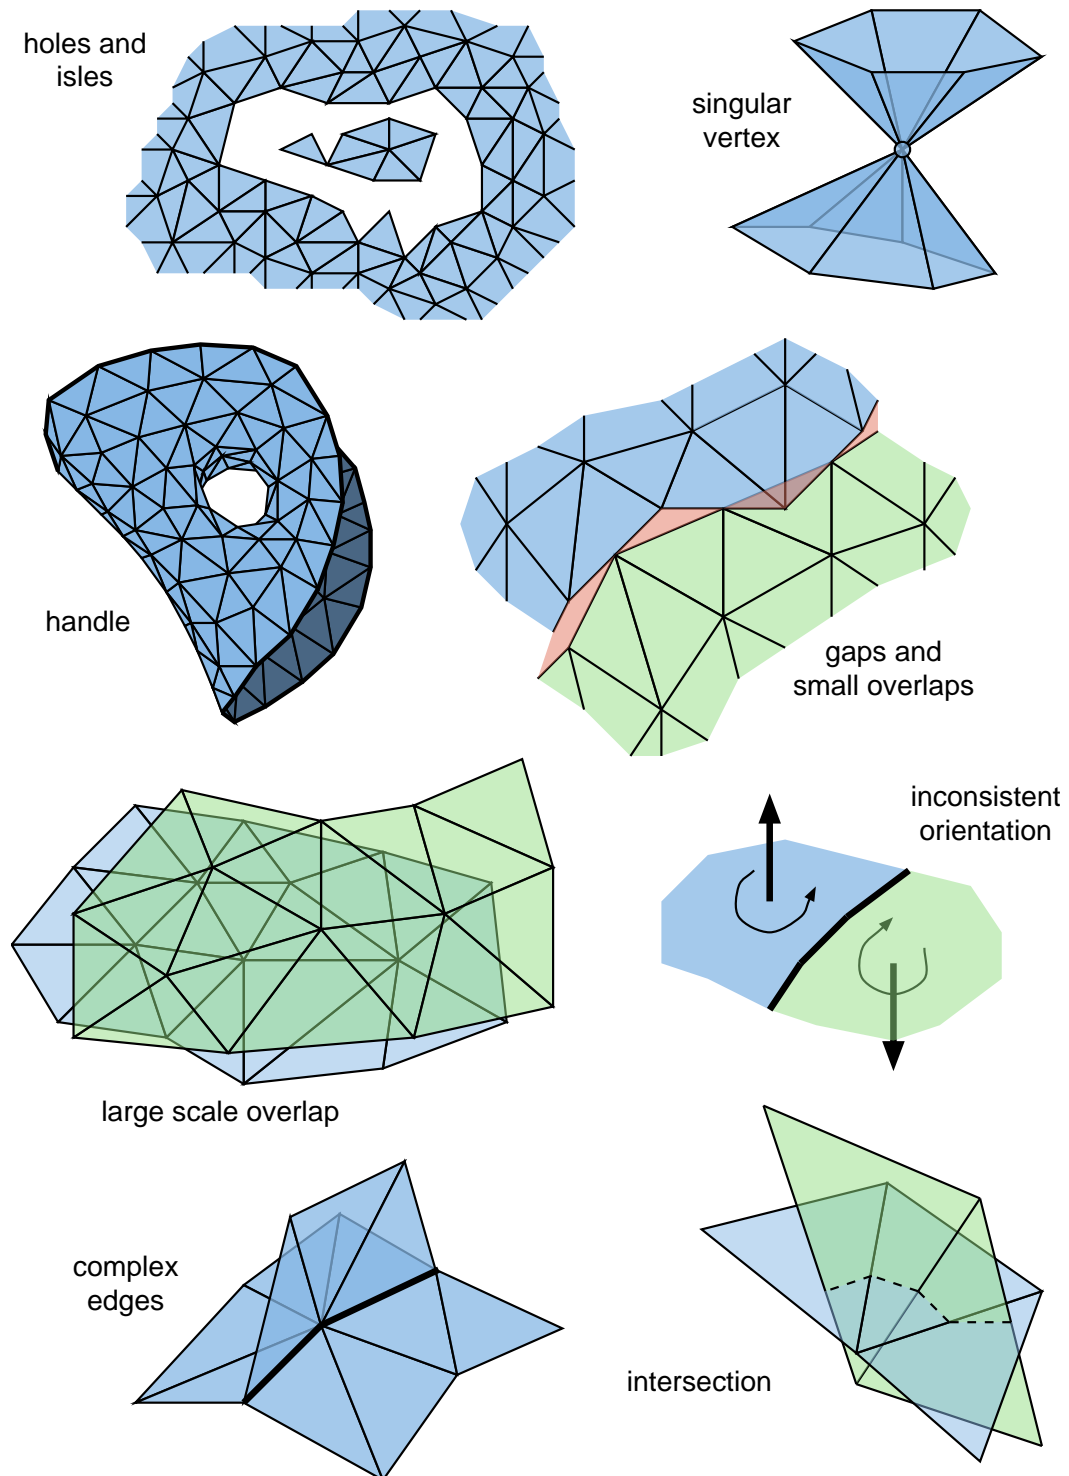 holes and
isles
singular
vertex
handle
gaps and
small overlaps
inconsistent
orientation
large scale overlap
complex
edges
intersection